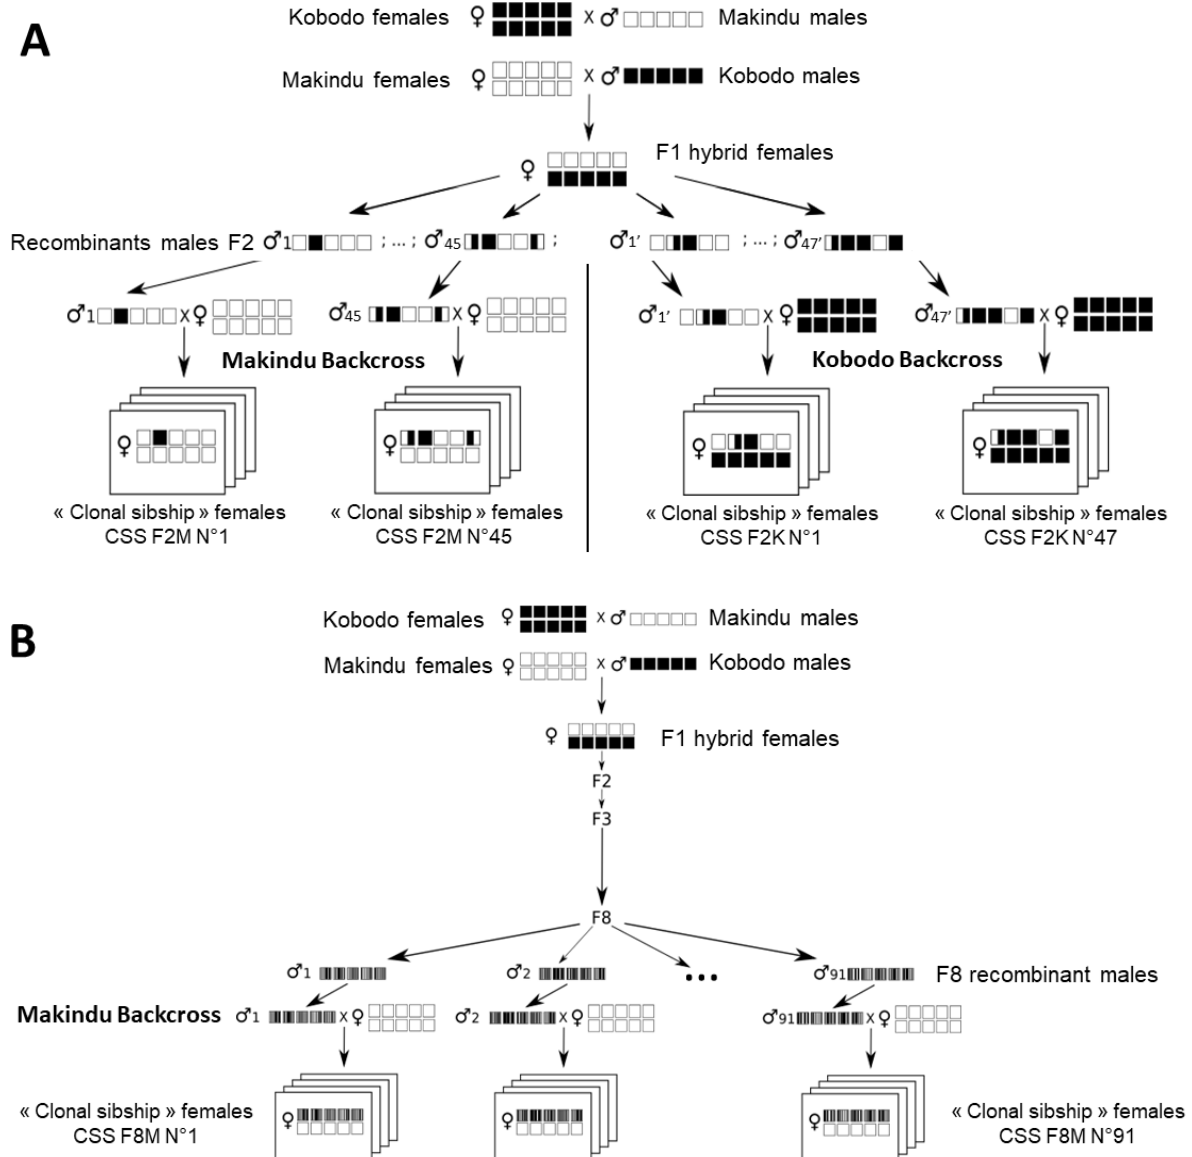 A
Kobodo females ♀ X ♂ Makindu males
Makindu females ♀ X ♂ Kobodo males
♀ F1 hybrid females
Recombinants males F2 ♂1 ; ... ; ♂45 ; ♂1’ ; ... ; ♂47’
♂1 X ♀ ♂45 X ♀ ♂1’ X ♀ ♂47’ X ♀
Makindu Backcross Kobodo Backcross
♀ ♀ ♀ ♀
« Clonal sibship » females « Clonal sibship » females « Clonal sibship » females « Clonal sibship » females
CSS F2M N°1 CSS F2M N°45 CSS F2K N°1 CSS F2K N°47
B
Kobodo females ♀ X ♂ Makindu males
Makindu females ♀ X ♂ Kobodo males
♀ F1 hybrid females
F2
F3
F8
♂1 ♂2 ... ♂91 F8 recombinant males
Makindu Backcross ♂1 X ♀ ♂2 X ♀ ♂91 X ♀
♀ ♀ ♀
« Clonal sibship » females « Clonal sibship » females
CSS F8M N°1 CSS F8M N°91